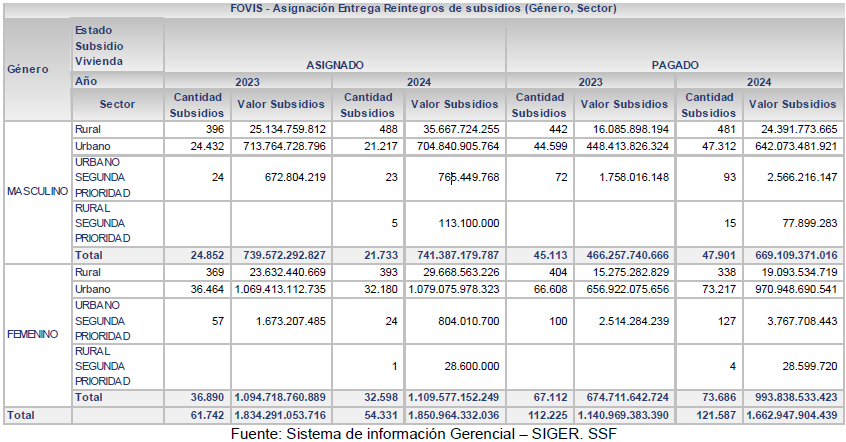 FOVIS - Asignación Entrega Reintegros de subsidios (Género, Sector)
Género Estado Subsidio Vivienda ASIGNADO PAGADO
Año 2023 2024 2023 2024
Sector Cantidad Subsidios Valor Subsidios Cantidad Subsidios Valor Subsidios Cantidad Subsidios Valor Subsidios Cantidad Subsidios Valor Subsidios
MASCULINO
Rural 396 25.134.759.812 488 35.667.724.255 442 16.085.898.194 481 24.391.773.665
Urbano 24.432 713.764.728.796 21.217 704.840.905.764 44.599 448.413.826.324 47.312 642.073.481.921
URBANO SEGUNDA PRIORIDAD 24 672.804.219 23 765.449.768 72 1.758.016.148 93 2.566.216.147
RURAL SEGUNDA PRIORIDAD 5 113.100.000 15 77.899.283
Total 24.852 739.572.292.827 21.733 741.387.179.787 45.113 466.257.740.666 47.901 669.109.371.016
FEMENINO
Rural 369 23.632.440.669 393 29.668.563.226 404 15.275.282.829 338 19.093.534.719
Urbano 36.464 1.069.413.112.735 32.180 1.079.075.978.323 66.608 656.922.075.656 73.217 970.948.690.541
URBANO SEGUNDA PRIORIDAD 57 1.673.207.485 24 804.010.700 100 2.514.284.239 127 3.767.708.443
RURAL SEGUNDA PRIORIDAD 1 28.600.000 4 28.599.720
Total 36.890 1.094.718.760.889 32.598 1.109.577.152.249 67.112 674.711.642.724 73.686 993.838.533.423
Total 61.742 1.834.291.053.716 54.331 1.850.964.332.036 112.225 1.140.969.383.390 121.587 1.662.947.904.439
Fuente: Sistema de información Gerencial – SIGER. SSF